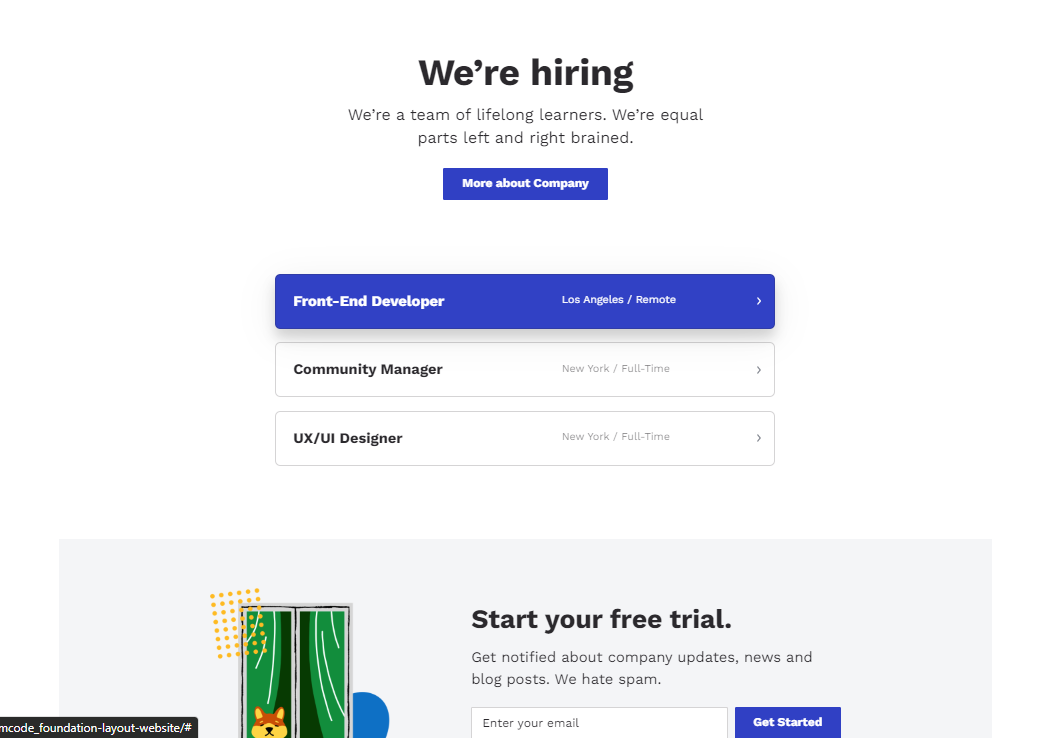 We’re hiring
We’re a team of lifelong learners. We’re equal
parts left and right brained.
More about Company
Front-End Developer
Los Angeles / Remote
Community Manager
New York / Full-Time
UX/UI Designer
New York / Full-Time
Start your free trial.
Get notified about company updates, news and
blog posts. We hate spam.
Enter your email
Get Started
mcode_foundation-layout-website/#